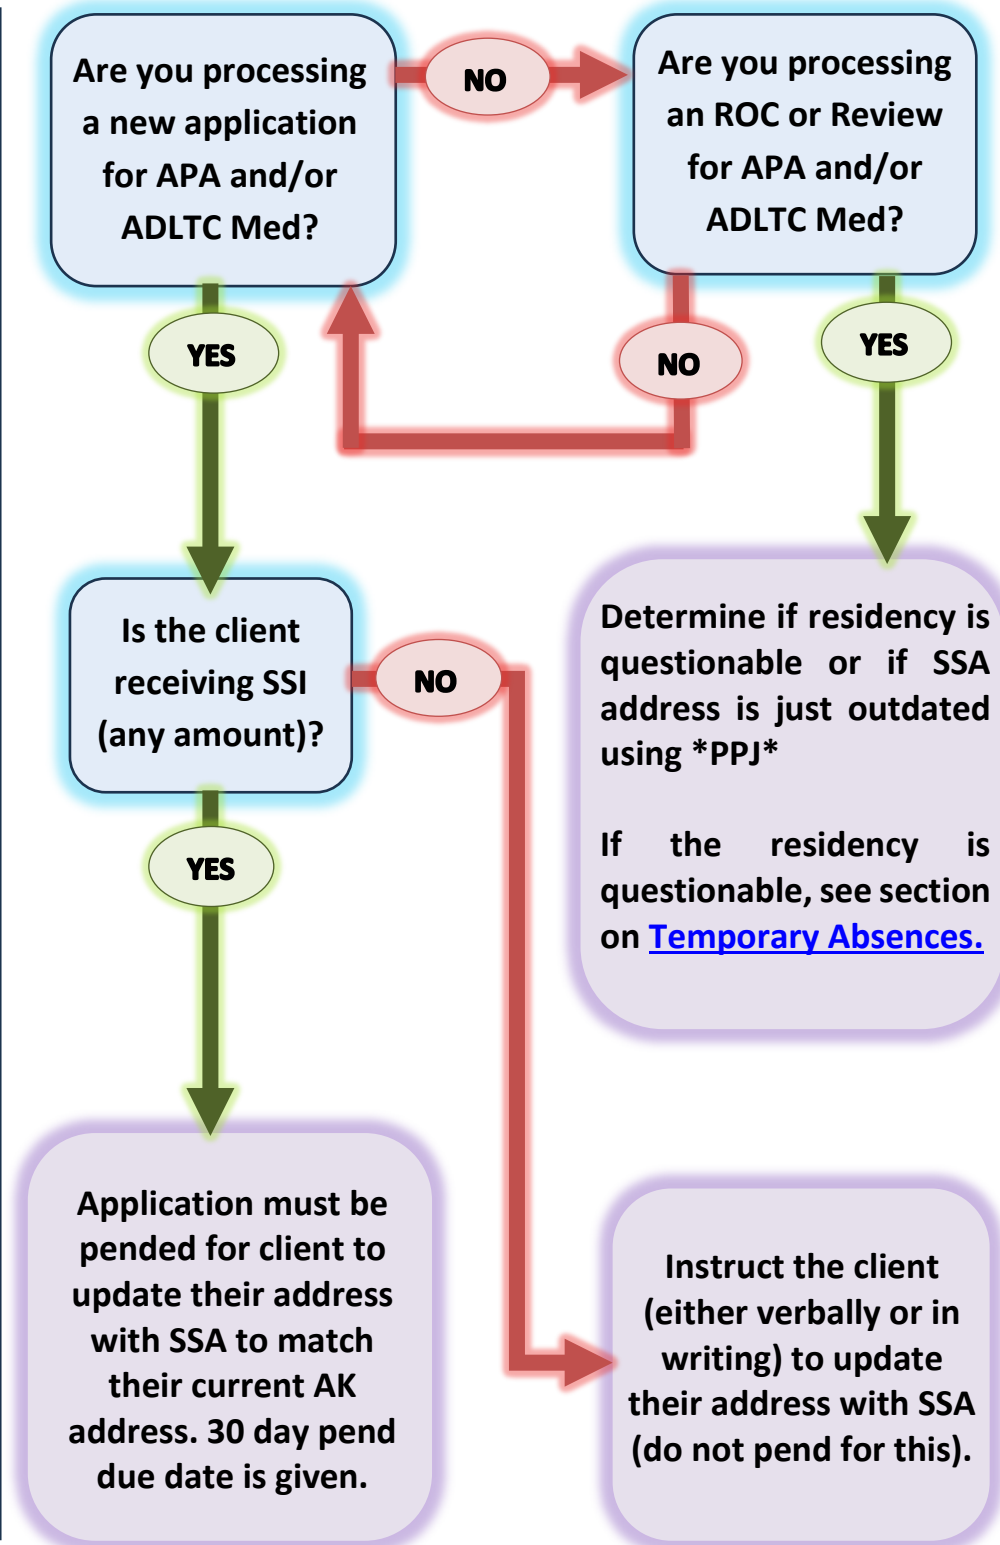 Are you processing
a new application
for APA and/or
ADLTC Med?
NO
Are you processing
an ROC or Review
for APA and/or
ADLTC Med?
YES
NO
YES
Is the client
receiving SSI
(any amount)?
NO
Determine if residency is
questionable or if SSA
address is just outdated
using *PPJ*
If the residency is
questionable, see section
on Temporary Absences.
YES
Application must be
pended for client to
update their address
with SSA to match
their current AK
address. 30 day pend
due date is given.
Instruct the client
(either verbally or in
writing) to update
their address with SSA
(do not pend for this).